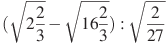 (√2 2/3 − √16 2/3) : √2/27